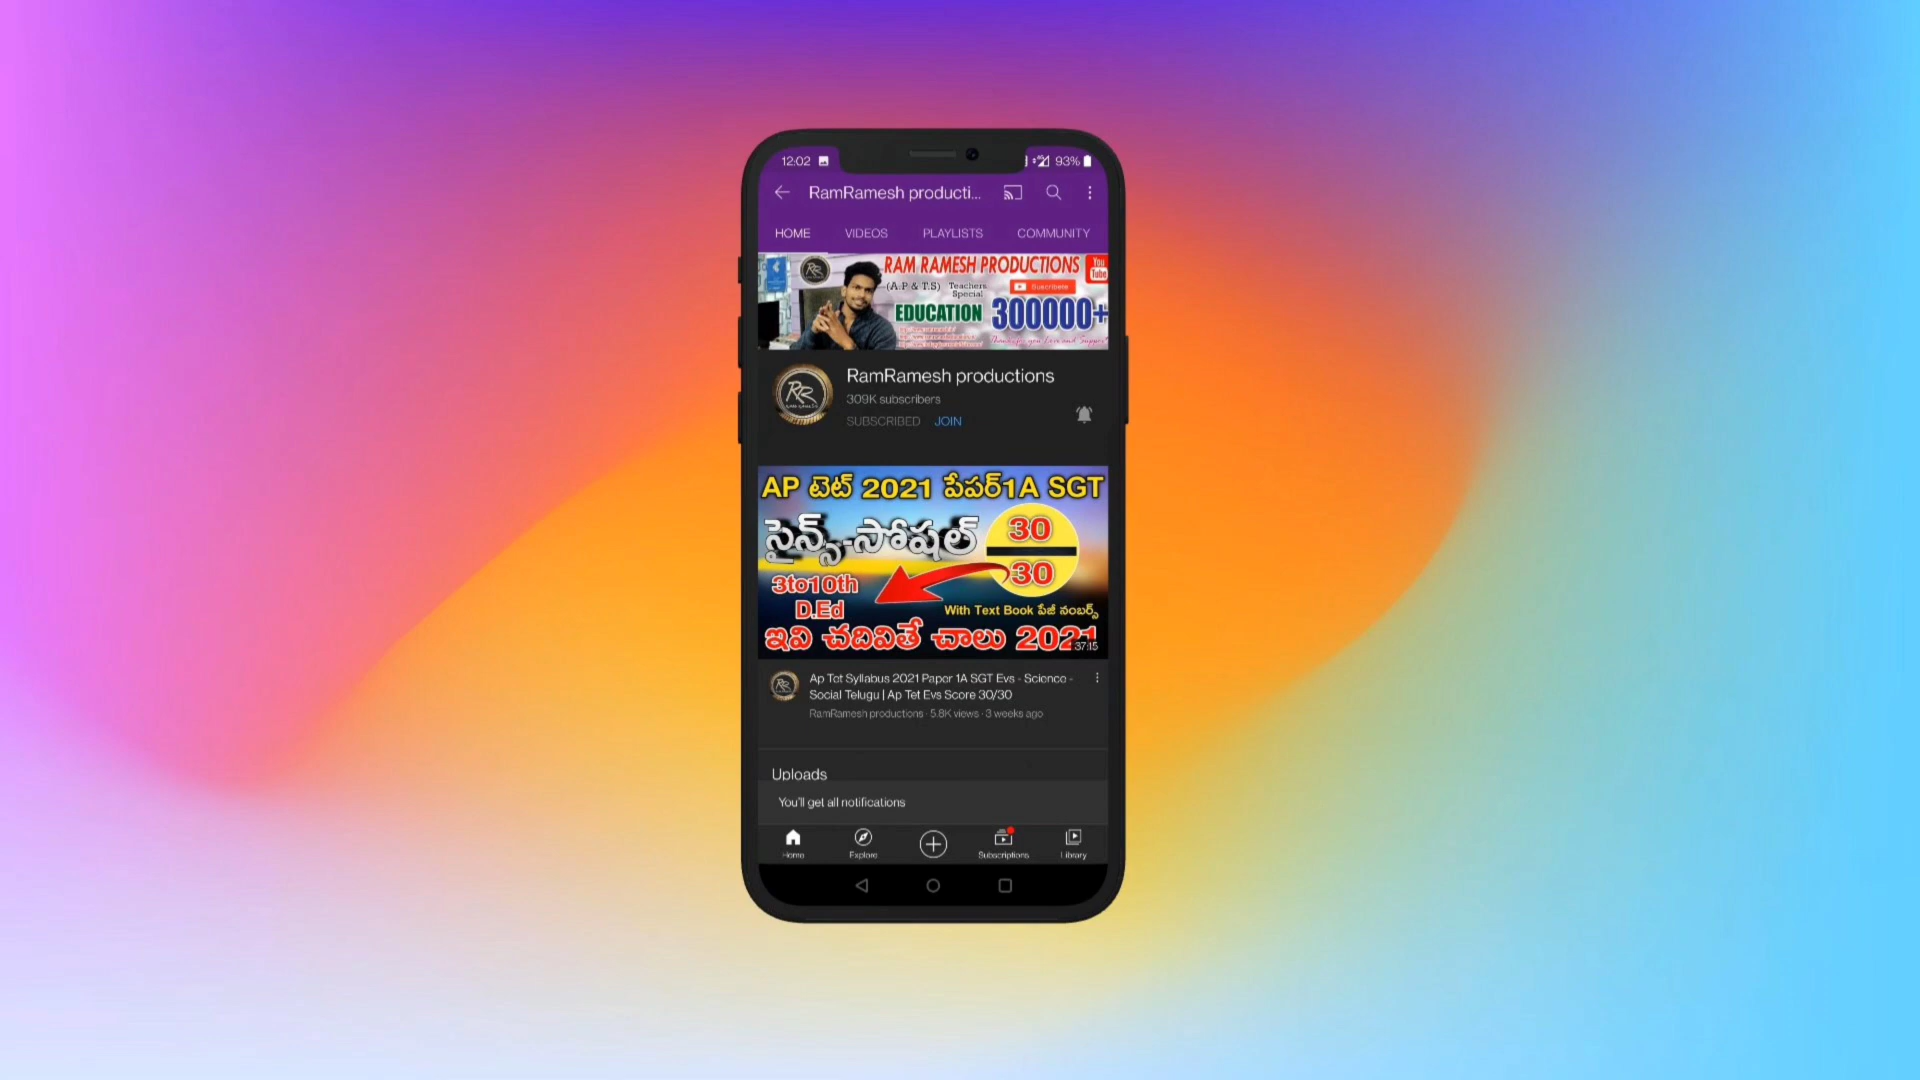 12:02
93%
RamRamesh producti...
HOME VIDEOS PLAYLISTS COMMUNITY
RAM RAMESH PRODUCTIONS
You Tube
(A.P & T.S) Teachers Special
EDUCATION
300000+
RamRamesh productions
309K subscribers
SUBSCRIBED JOIN
AP టెట్ 2021 పేపర్1A SGT
సైన్స్-సోషల్
30
30
3to10th
D.Ed
With Text Book పేజీ నంబర్స్
ఇవి చదివితే చాలు 2021
37:15
Ap Tet Syllabus 2021 Paper 1A SGT Evs - Science -
Social Telugu | Ap Tet Evs Score 30/30
RamRamesh productions · 5.8K views · 3 weeks ago
Uploads
You'll get all notifications
Home Explore Subscriptions Library